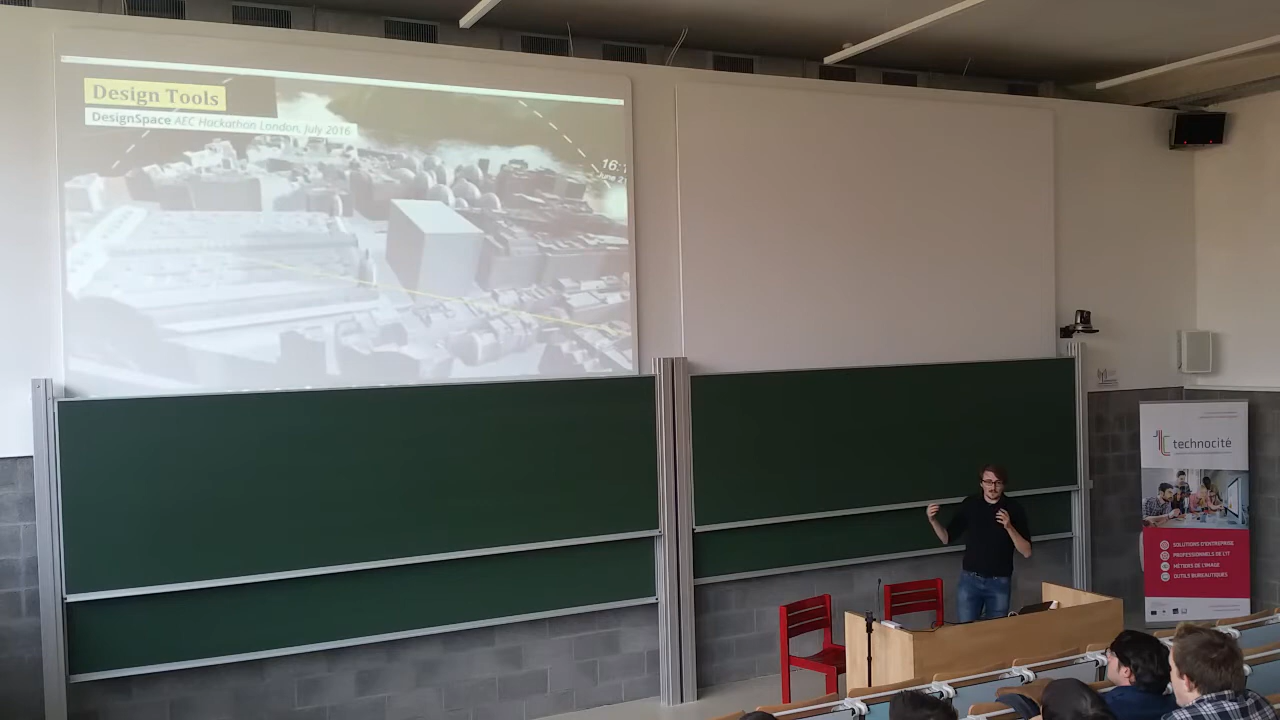 Design Tools
DesignSpace AEC Hackathon London, July 2016
16:
June 2
technocité
SOLUTIONS D'ENTREPRISE
PROFESSIONNELS DE L'IT
MÉTIERS DE L'IMAGE
OUTILS BUREAUTIQUES